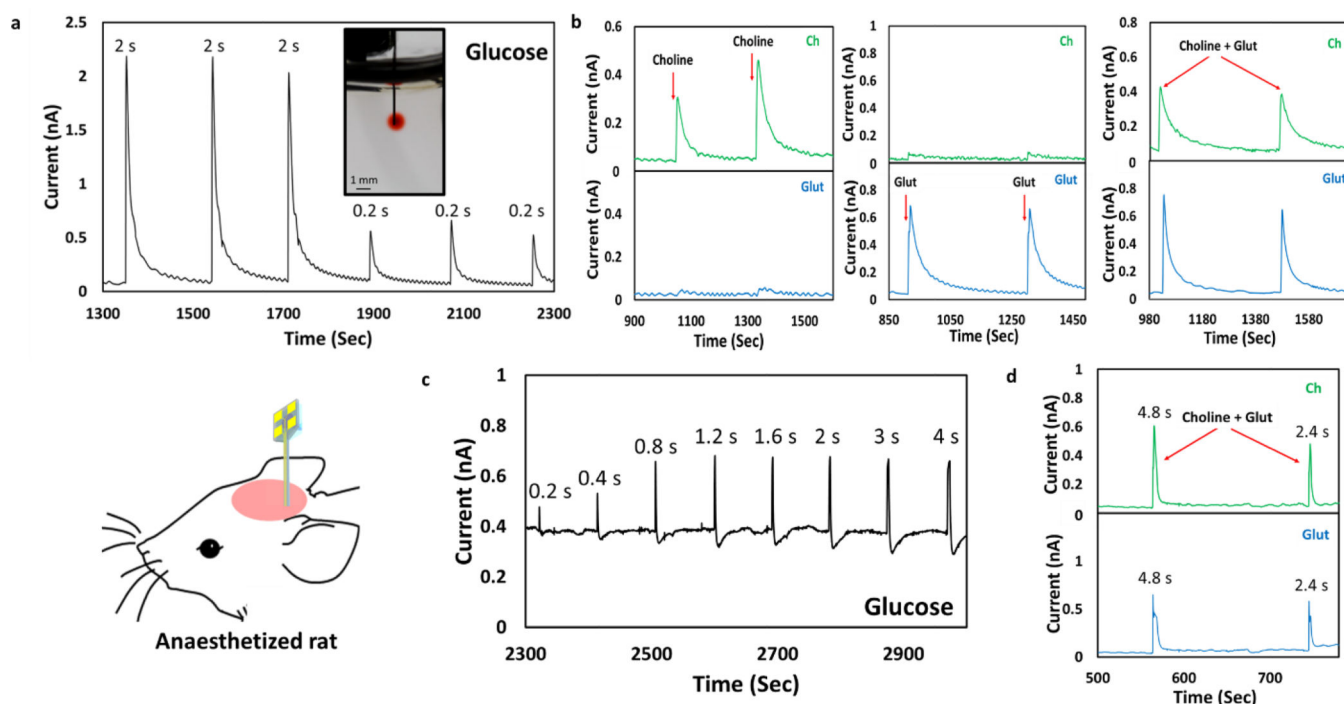 a
2.5
2
1.5
1
0.5
0
Current (nA)
2 s
2 s
2 s
0.2 s
0.2 s
0.2 s
Glucose
1 mm
1300
1500
1700
1900
2100
2300
Time (Sec)
b
0.6
0.4
0.2
0
Current (nA)
Choline
Choline
Ch
0.6
0.4
0.2
0
Current (nA)
Glut
900
1100
1300
1500
Time (Sec)
1
0.8
0.6
0.4
0.2
0
Current (nA)
Ch
1
0.8
0.6
0.4
0.2
0
Current (nA)
Glut
Glut
Glut
850
1050
1250
1450
Time (Sec)
0.8
0.6
0.4
0.2
0
Current (nA)
Choline + Glut
Ch
1
0.8
0.6
0.4
0.2
0
Current (nA)
Glut
980
1180
1380
1580
Time (Sec)
Anaesthetized rat
c
1
0.8
0.6
0.4
0.2
0
Current (nA)
0.2 s
0.4 s
0.8 s
1.2 s
1.6 s
2 s
3 s
4 s
Glucose
2300
2500
2700
2900
Time (Sec)
d
1
0.8
0.6
0.4
0.2
0
Current (nA)
Ch
4.8 s
Choline + Glut
2.4 s
1
0.5
0
Current (nA)
Glut
4.8 s
2.4 s
500
600
700
Time (Sec)